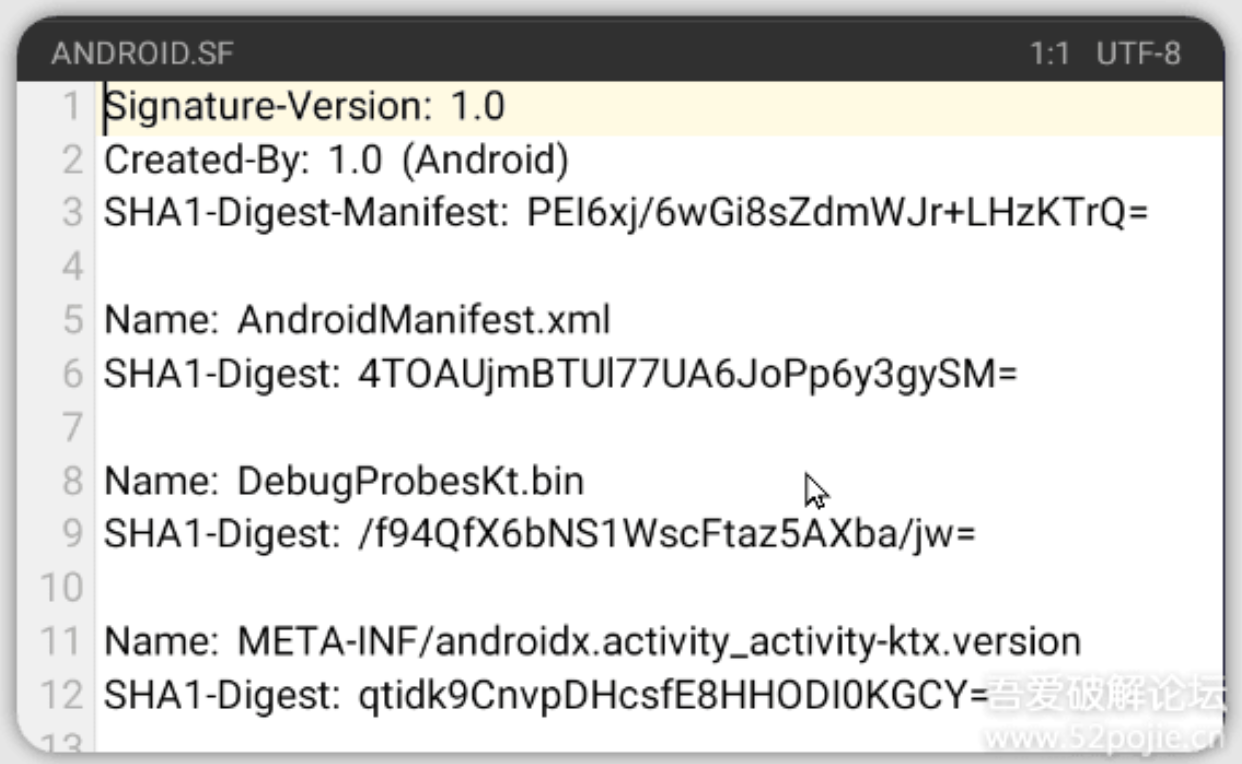 ANDROID.SF 1:1 UTF-8
1 Signature-Version: 1.0
2 Created-By: 1.0 (Android)
3 SHA1-Digest-Manifest: PEI6xj/6wGi8sZdmWJr+LHzKTrQ=
4
5 Name: AndroidManifest.xml
6 SHA1-Digest: 4TOAUjmBTUl77UA6JoPp6y3gySM=
7
8 Name: DebugProbesKt.bin
9 SHA1-Digest: /f94QfX6bNS1WscFtaz5AXba/jw=
10
11 Name: META-INF/androidx.activity_activity-ktx.version
12 SHA1-Digest: qtidk9CnvpDHcsfE8HHODI0KGCY=
吾爱破解论坛
13
www.52pojie.cn